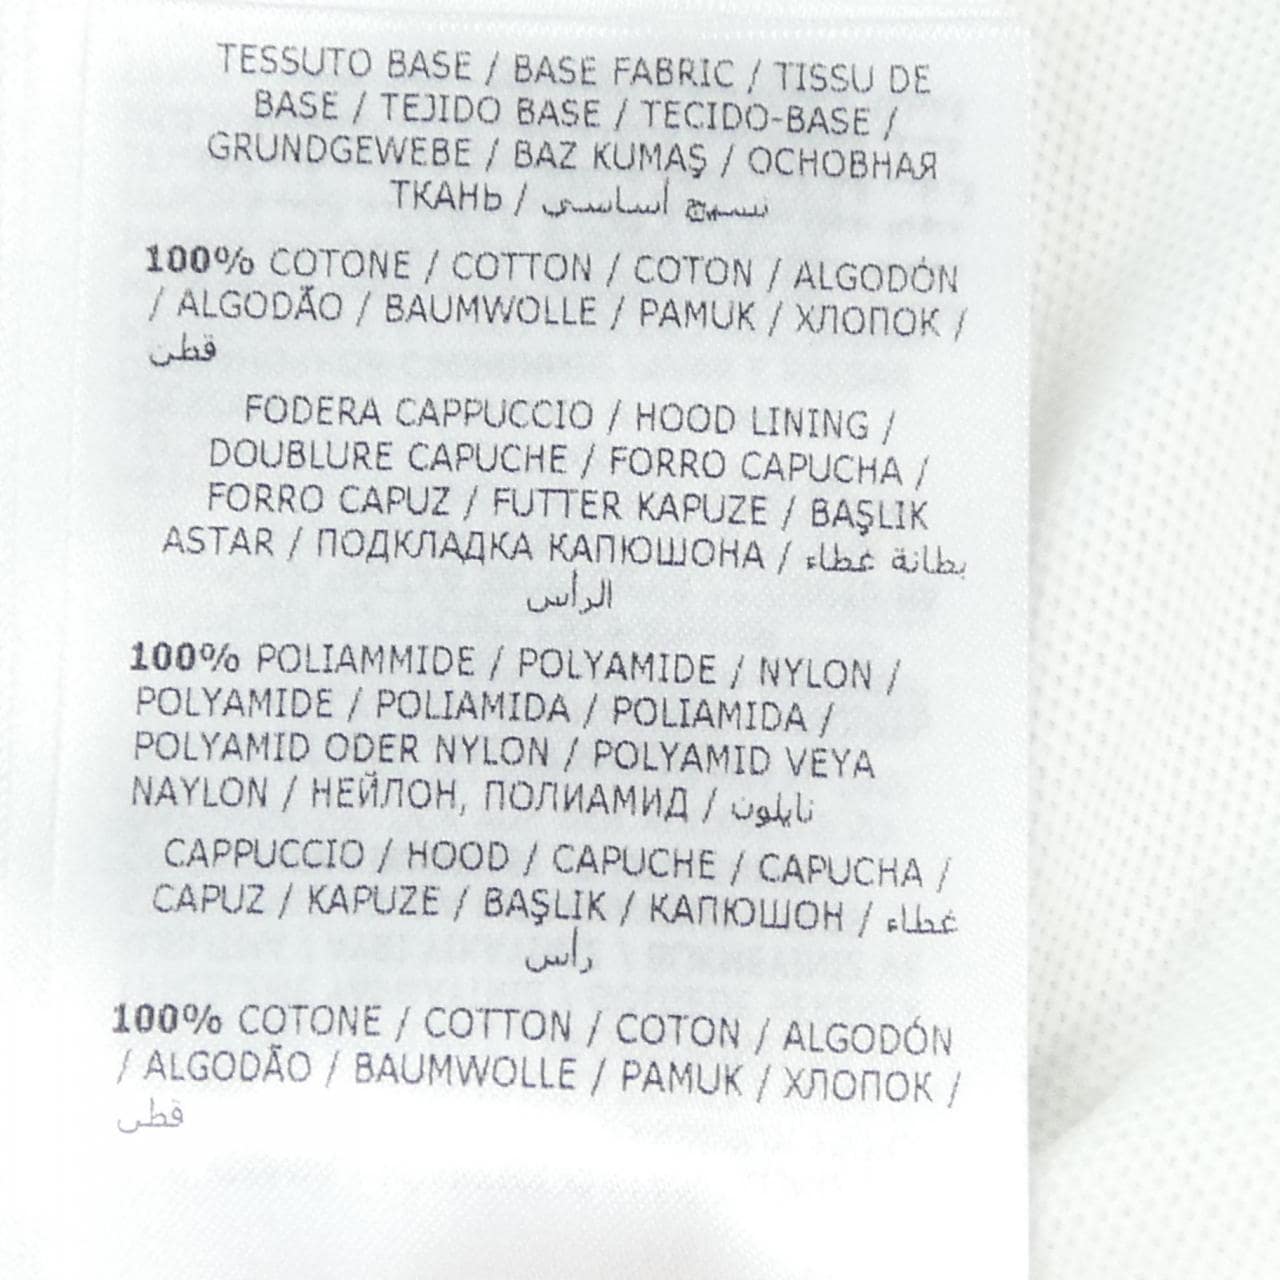 TESSUTO BASE / BASE FABRIC / TISSU DE
BASE / TEJIDO BASE / TECIDO-BASE /
GRUNDGEWEBE / BAZ KUMAŞ / ОСНОВНАЯ
ТКАНЬ / نسيج أساسي
100% COTONE / COTTON / COTON / ALGODÓN
/ ALGODÃO / BAUMWOLLE / PAMUK / ХЛОПОК /
قطن
FODERA CAPPUCCIO / HOOD LINING /
DOUBLURE CAPUCHE / FORRO CAPUCHA /
FORRO CAPUZ / FUTTER KAPUZE / BAŞLIK
ASTAR / ПОДКЛАДКА КАПЮШОНА / بطانة غطاء
الرأس
100% POLIAMMIDE / POLYAMIDE / NYLON /
POLYAMIDE / POLIAMIDA / POLIAMIDA /
POLYAMID ODER NYLON / POLYAMID VEYA
NAYLON / НЕЙЛОН, ПОЛИАМИД / نايلون
CAPPUCCIO / HOOD / CAPUCHE / CAPUCHA /
CAPUZ / KAPUZE / BAŞLIK / КАПЮШОН / غطاء
رأس
100% COTONE / COTTON / COTON / ALGODÓN
/ ALGODÃO / BAUMWOLLE / PAMUK / ХЛОПОК /
قطن